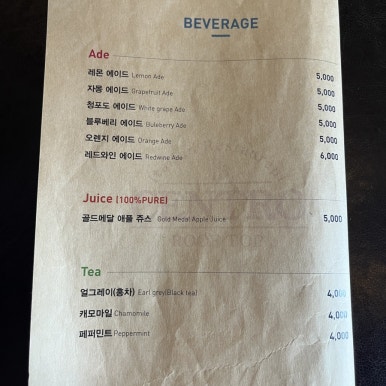 BEVERAGE
Ade
레몬 에이드 Lemon Ade 5,000
자몽 에이드 Grapefruit Ade 5,000
청포도 에이드 White grape Ade 5,000
블루베리 에이드 Buleberry Ade 5,000
오렌지 에이드 Orange Ade 5,000
레드와인 에이드 Redwine Ade 6,000
Juice (100%PURE)
골드메달 애플 쥬스 Gold Medal Apple Juice 5,000
Tea
얼그레이(홍차) Earl grey(Black tea) 4,000
캐모마일 Chamomile 4,000
페퍼민트 Peppermint 4,000